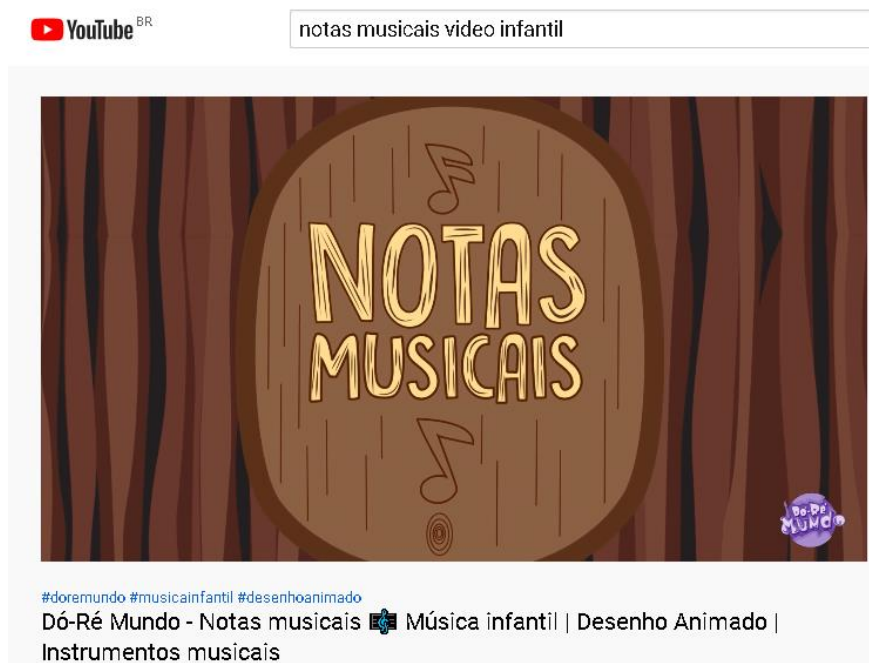 YouTube BR
notas musicais video infantil
NOTAS
MUSICAIS
Dó-Ré
MUNDO
#doremundo #musicainfantil #desenhoanimado
Dó-Ré Mundo - Notas musicais 🎼 Música infantil | Desenho Animado |
Instrumentos musicais